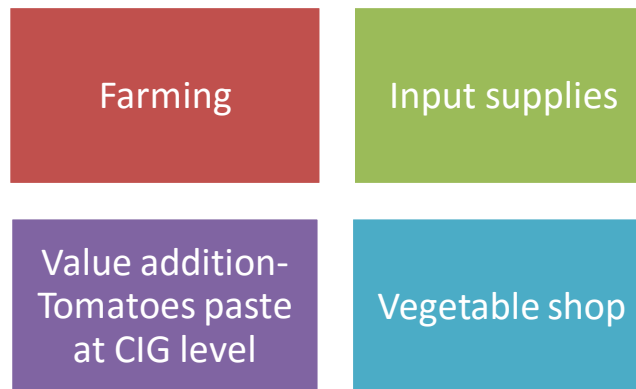 Farming
Input supplies
Value addition-
Tomatoes paste
at CIG level
Vegetable shop